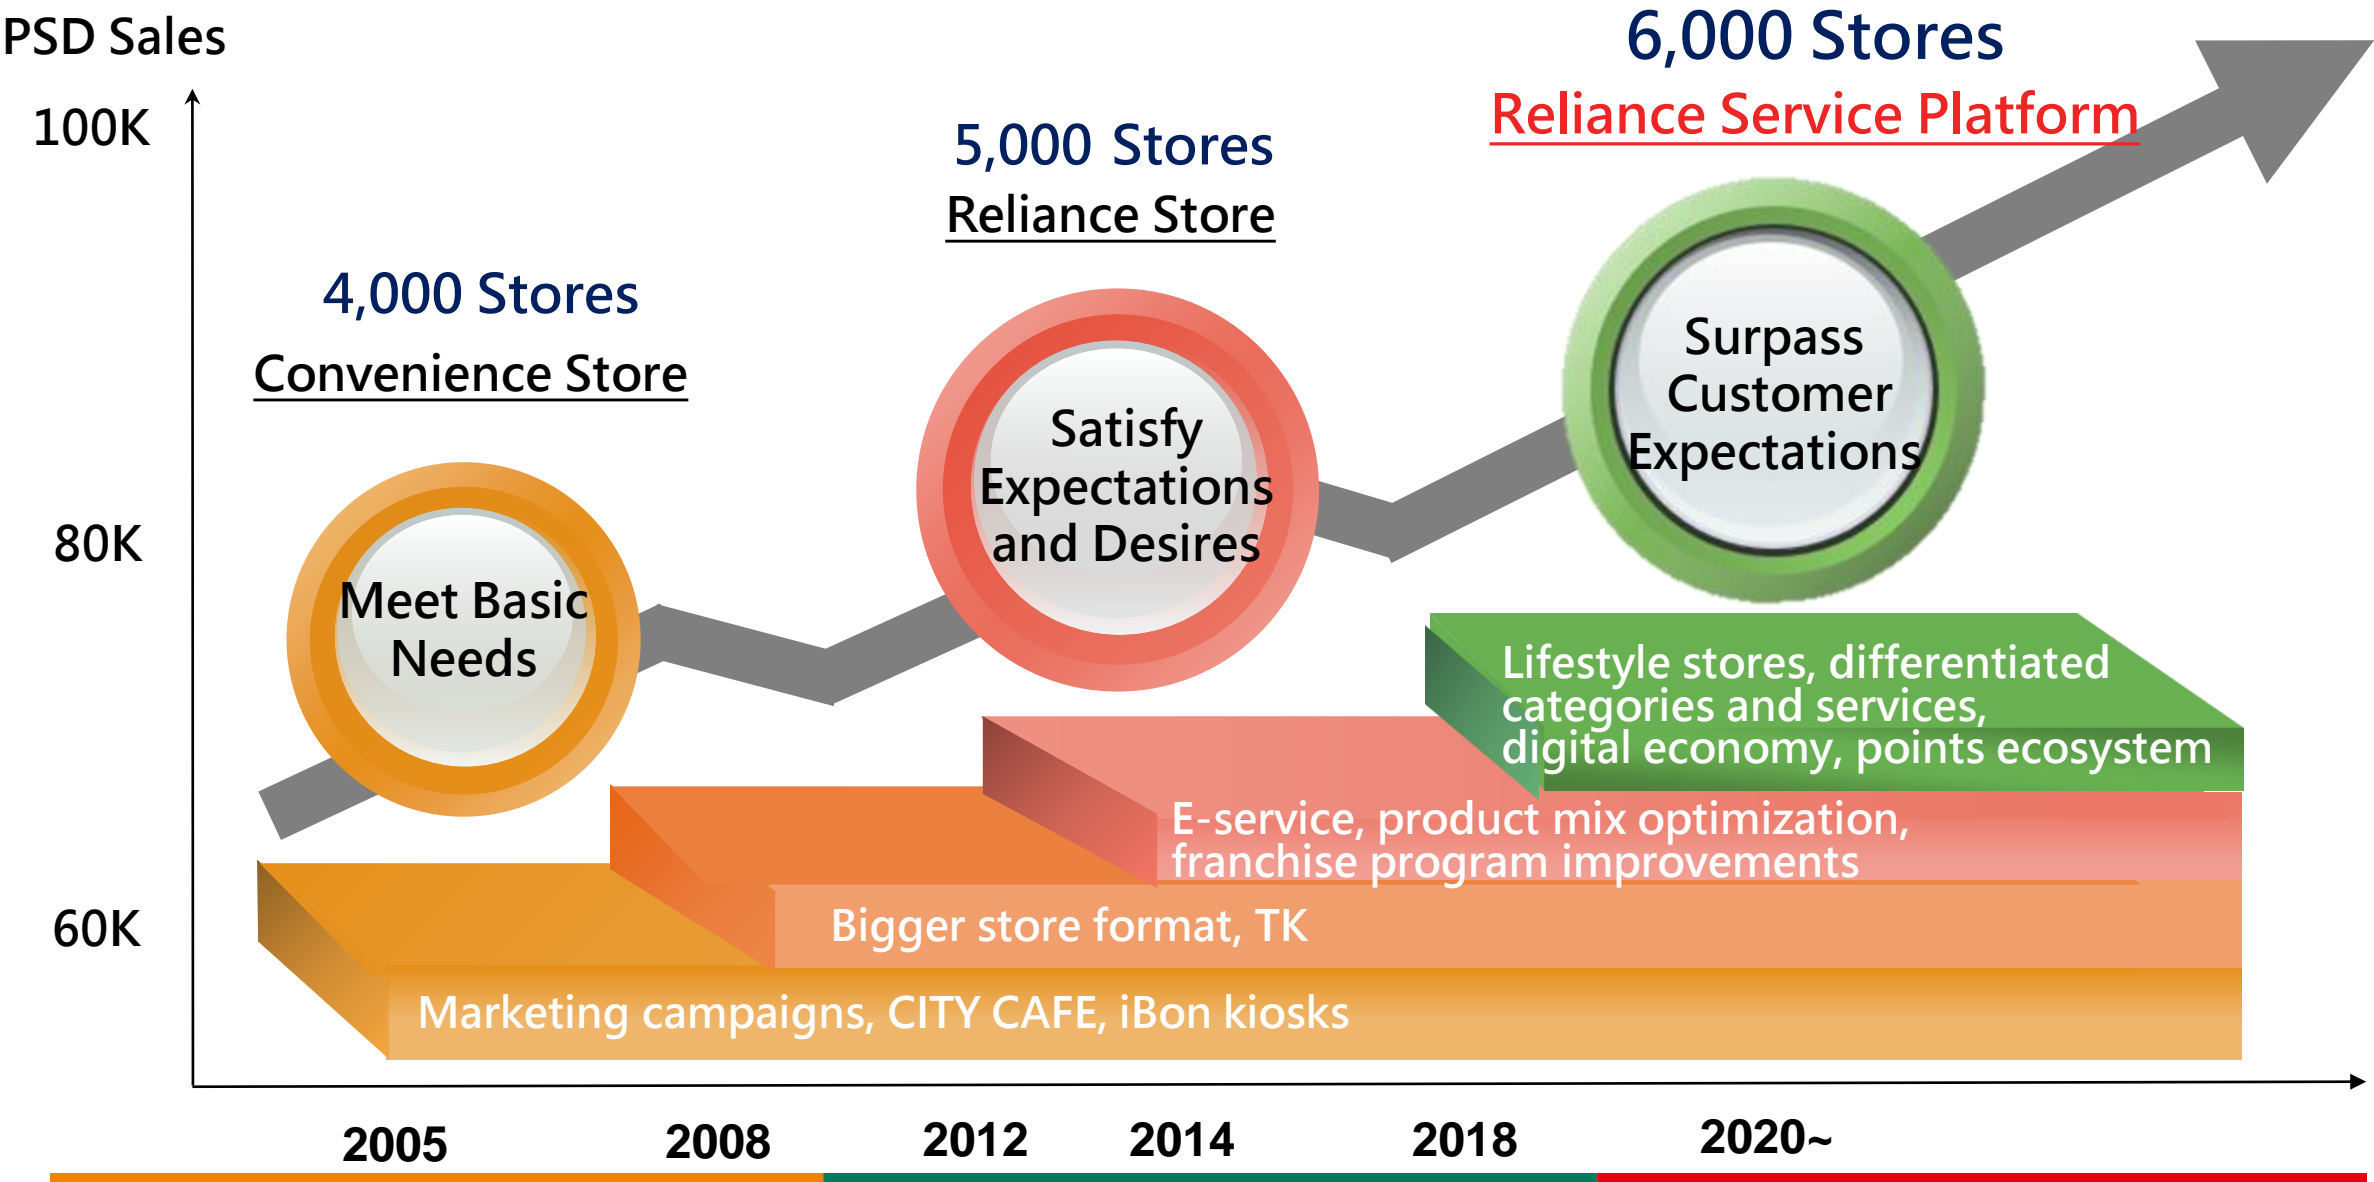 PSD Sales
100K
80K
60K
4,000 Stores
Convenience Store
Meet Basic
Needs
5,000 Stores
Reliance Store
Satisfy
Expectations
and Desires
6,000 Stores
Reliance Service Platform
Surpass
Customer
Expectations
Lifestyle stores, differentiated
categories and services,
digital economy, points ecosystem
E-service, product mix optimization,
franchise program improvements
Bigger store format, TK
Marketing campaigns, CITY CAFE, iBon kiosks
2005 2008 2012 2014 2018 2020~